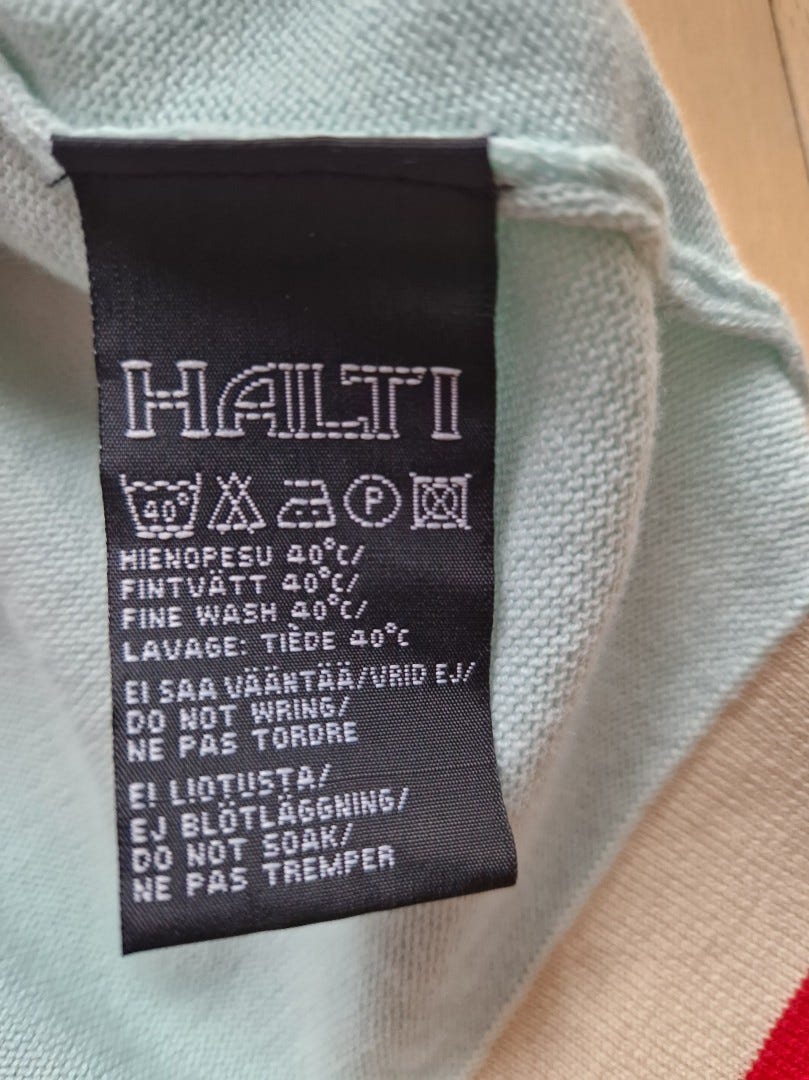 HALTI
40° P
HIENOPESU 40°C/
FINTVÄTT 40°C/
FINE WASH 40°C/
LAVAGE: TIÈDE 40°C
EI SAA VÄÄNTÄÄ/VRID EJ/
DO NOT WRING/
NE PAS TORDRE
EI LIOTUSTA/
EJ BLÖTLÄGGNING/
DO NOT SOAK/
NE PAS TREMPER